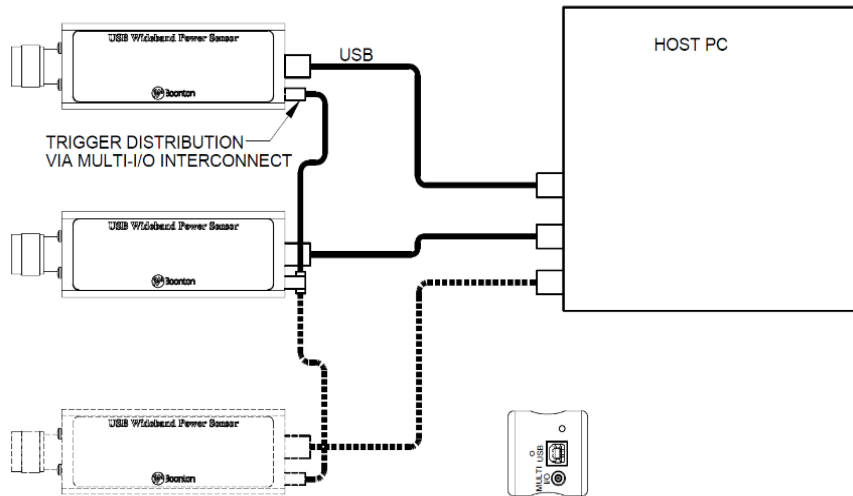 USB Wideband Power Sensor
Boonton
USB
HOST PC
TRIGGER DISTRIBUTION
VIA MULTI-I/O INTERCONNECT
USB Wideband Power Sensor
Boonton
USB Wideband Power Sensor
Boonton
MULTI USB
I/O